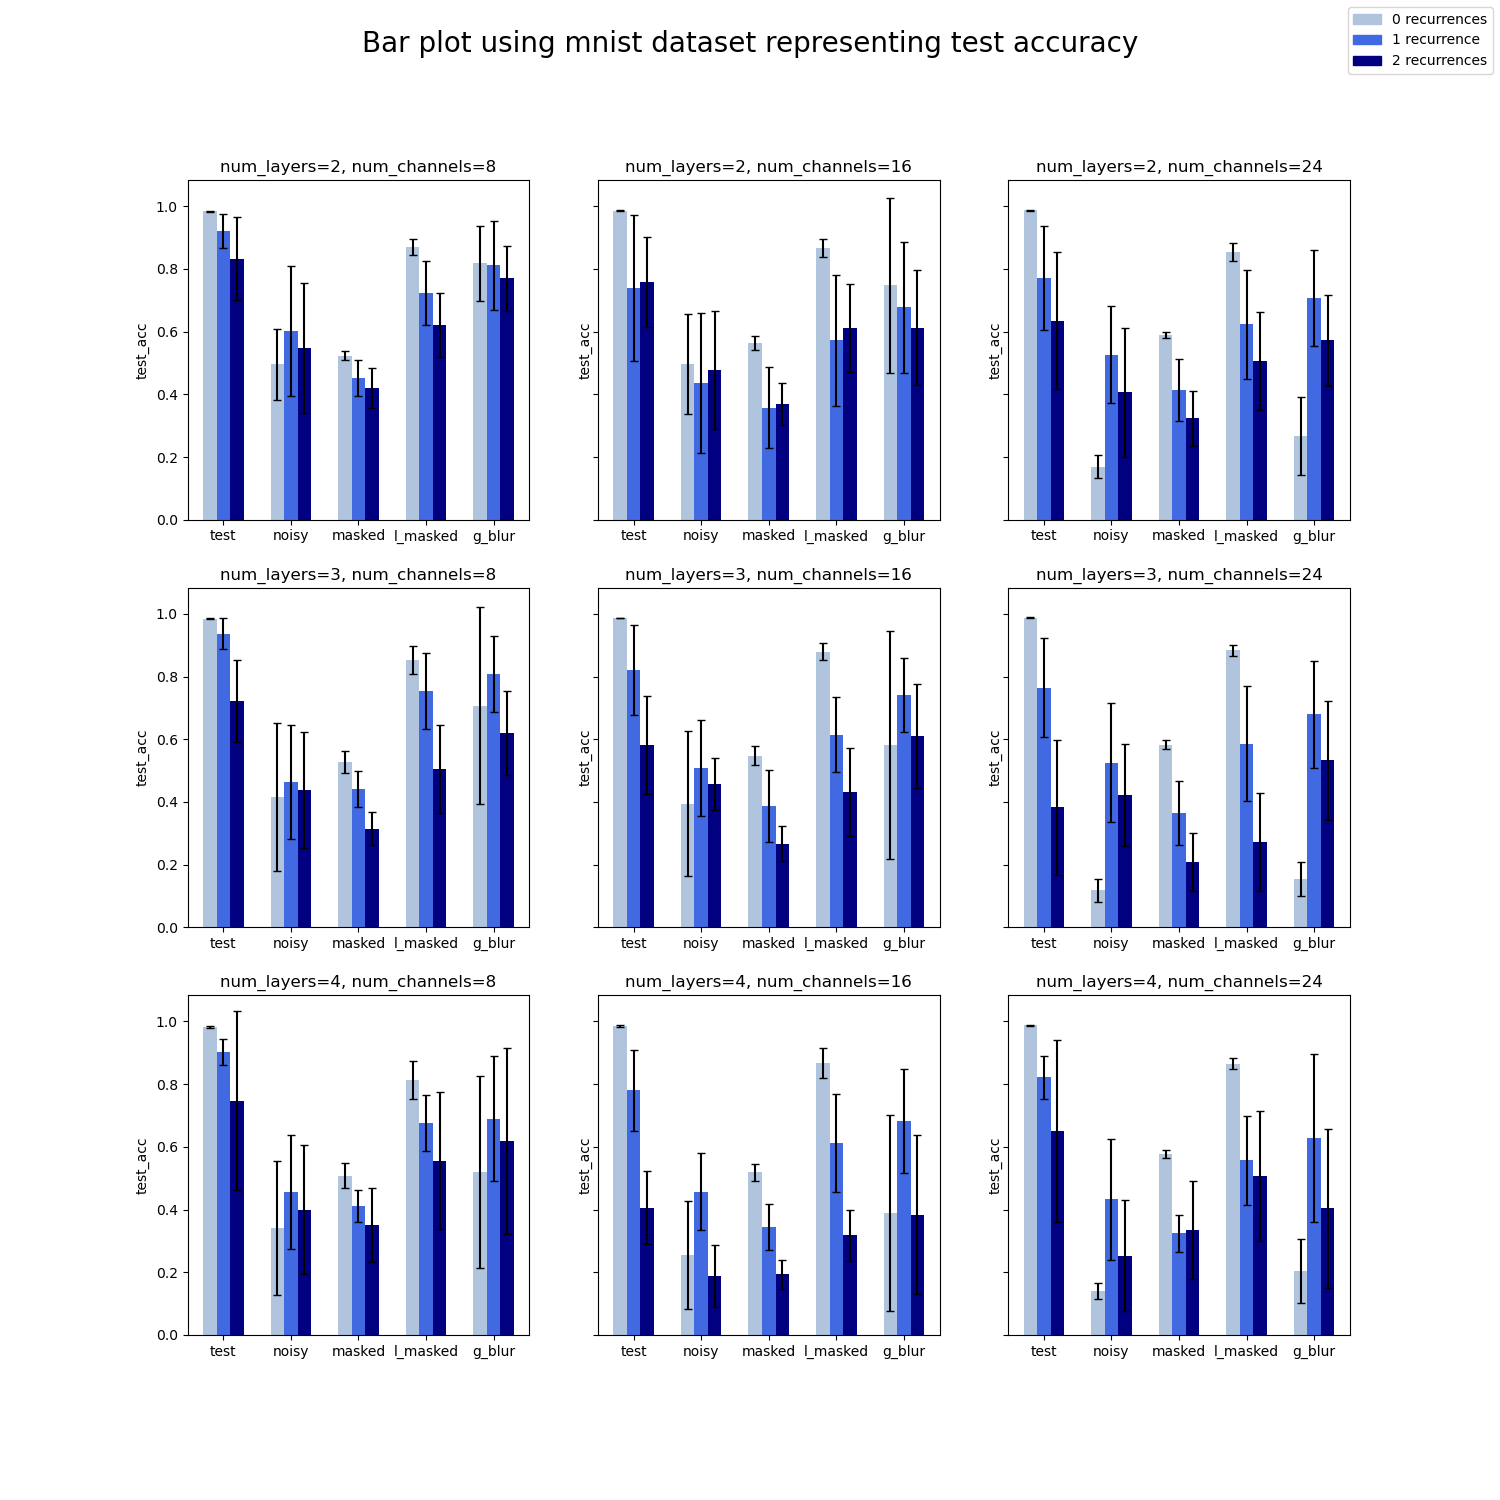 Bar plot using mnist dataset representing test accuracy
0 recurrences
1 recurrence
2 recurrences
num_layers=2, num_channels=8
test_acc
1.0
0.8
0.6
0.4
0.2
0.0
test noisy masked l_masked g_blur
num_layers=2, num_channels=16
test_acc
test noisy masked l_masked g_blur
num_layers=2, num_channels=24
test_acc
test noisy masked l_masked g_blur
num_layers=3, num_channels=8
test_acc
1.0
0.8
0.6
0.4
0.2
0.0
test noisy masked l_masked g_blur
num_layers=3, num_channels=16
test_acc
test noisy masked l_masked g_blur
num_layers=3, num_channels=24
test_acc
test noisy masked l_masked g_blur
num_layers=4, num_channels=8
test_acc
1.0
0.8
0.6
0.4
0.2
0.0
test noisy masked l_masked g_blur
num_layers=4, num_channels=16
test_acc
test noisy masked l_masked g_blur
num_layers=4, num_channels=24
test_acc
test noisy masked l_masked g_blur